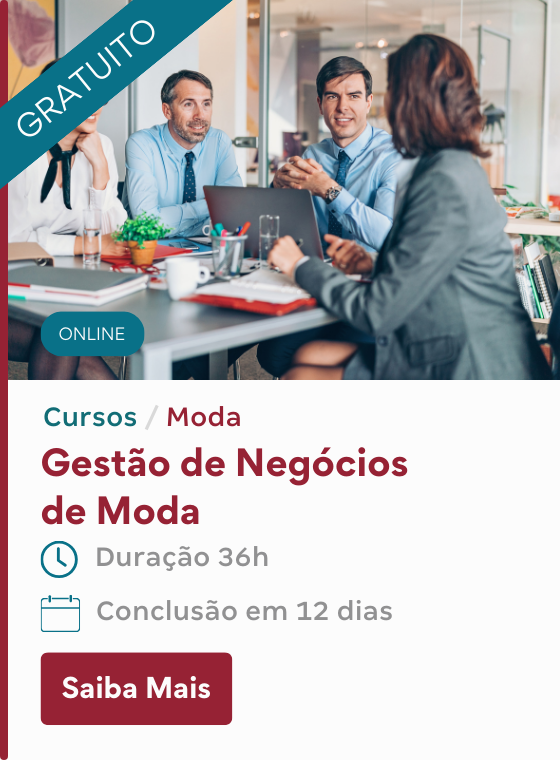 GRATUITO
ONLINE
Cursos / Moda
Gestão de Negócios
de Moda
Duração 36h
Conclusão em 12 dias
Saiba Mais